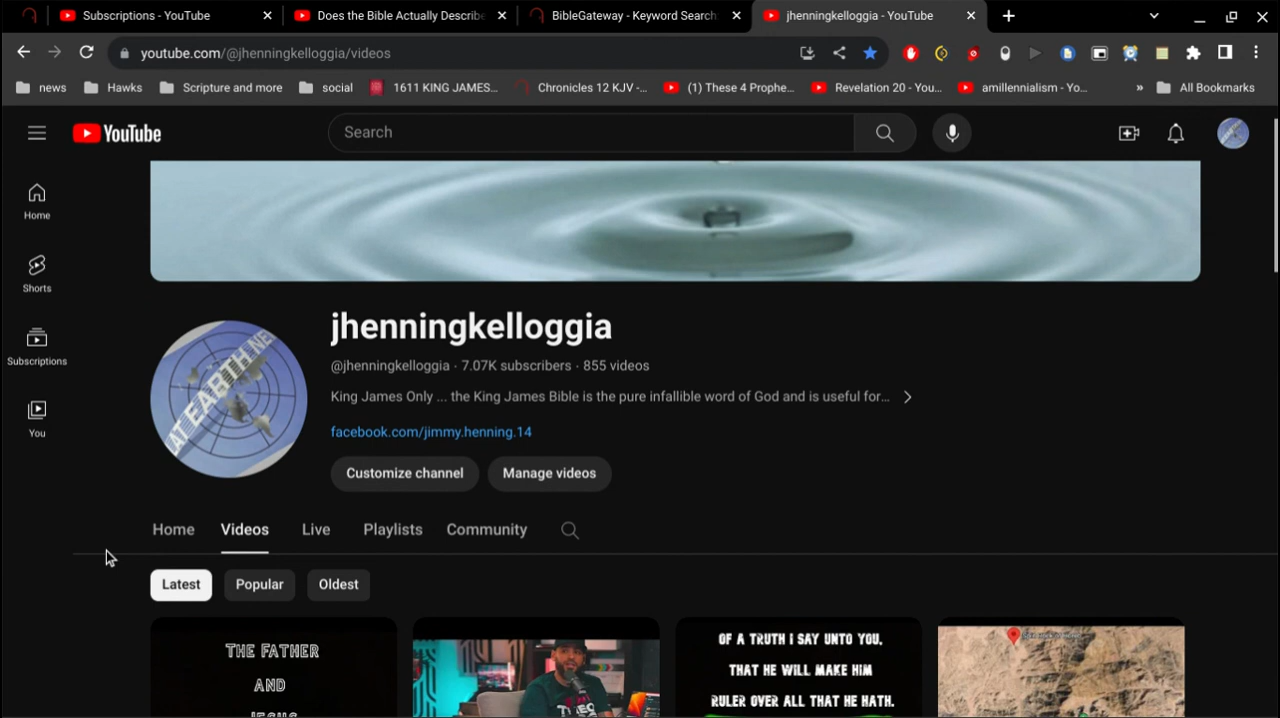 Subscriptions - YouTube
Does the Bible Actually Describe
BibleGateway - Keyword Search:
jhenningkelloggia - YouTube
youtube.com/@jhenningkelloggia/videos
news
Hawks
Scripture and more
social
1611 KING JAMES...
Chronicles 12 KJV -...
(1) These 4 Prophe...
Revelation 20 - You...
amillennialism - Yo...
»
All Bookmarks
YouTube
Search
Home
Shorts
Subscriptions
You
jhenningkelloggia
@jhenningkelloggia · 7.07K subscribers · 855 videos
King James Only ... the King James Bible is the pure infallible word of God and is useful for...
facebook.com/jimmy.henning.14
LAT EARTH NE
Customize channel
Manage videos
Home
Videos
Live
Playlists
Community
Latest
Popular
Oldest
THE FATHER
AND
JESUS
THEO
OF A TRUTH I SAY UNTO YOU,
THAT HE WILL MAKE HIM
RULER OVER ALL THAT HE HATH.